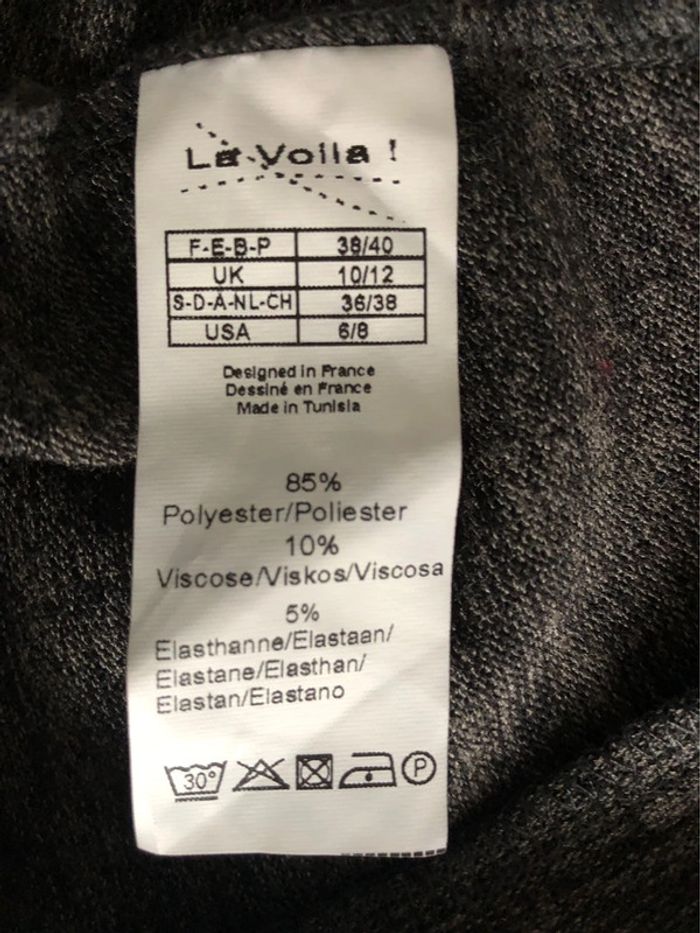 La Voila !
F-E-B-P 38/40
UK 10/12
S-D-A-NL-CH 36/38
USA 6/8
Designed in France
Dessiné en France
Made in Tunisia
85%
Polyester/Poliester
10%
Viscose/Viskos/Viscosa
5%
Elasthanne/Elastaan/
Elastane/Elasthan/
Elastan/Elastano
30° P